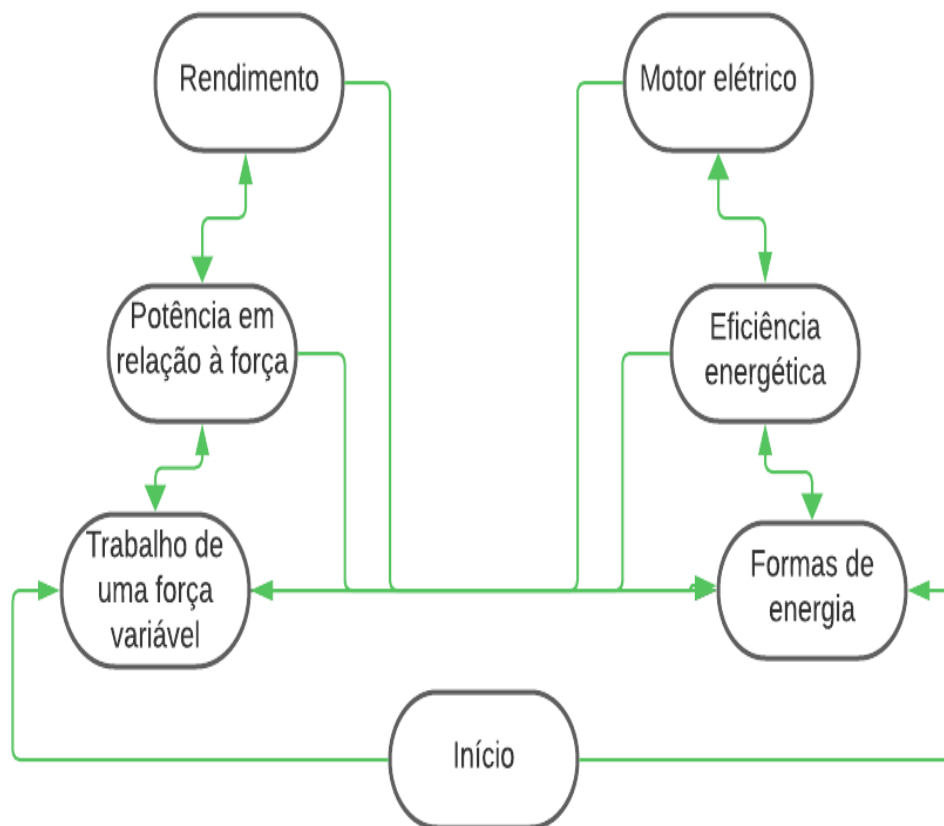 Rendimento
Motor elétrico
Potência em
relação à força
Eficiência
energética
Trabalho de
uma força
variável
Formas de
energia
Início